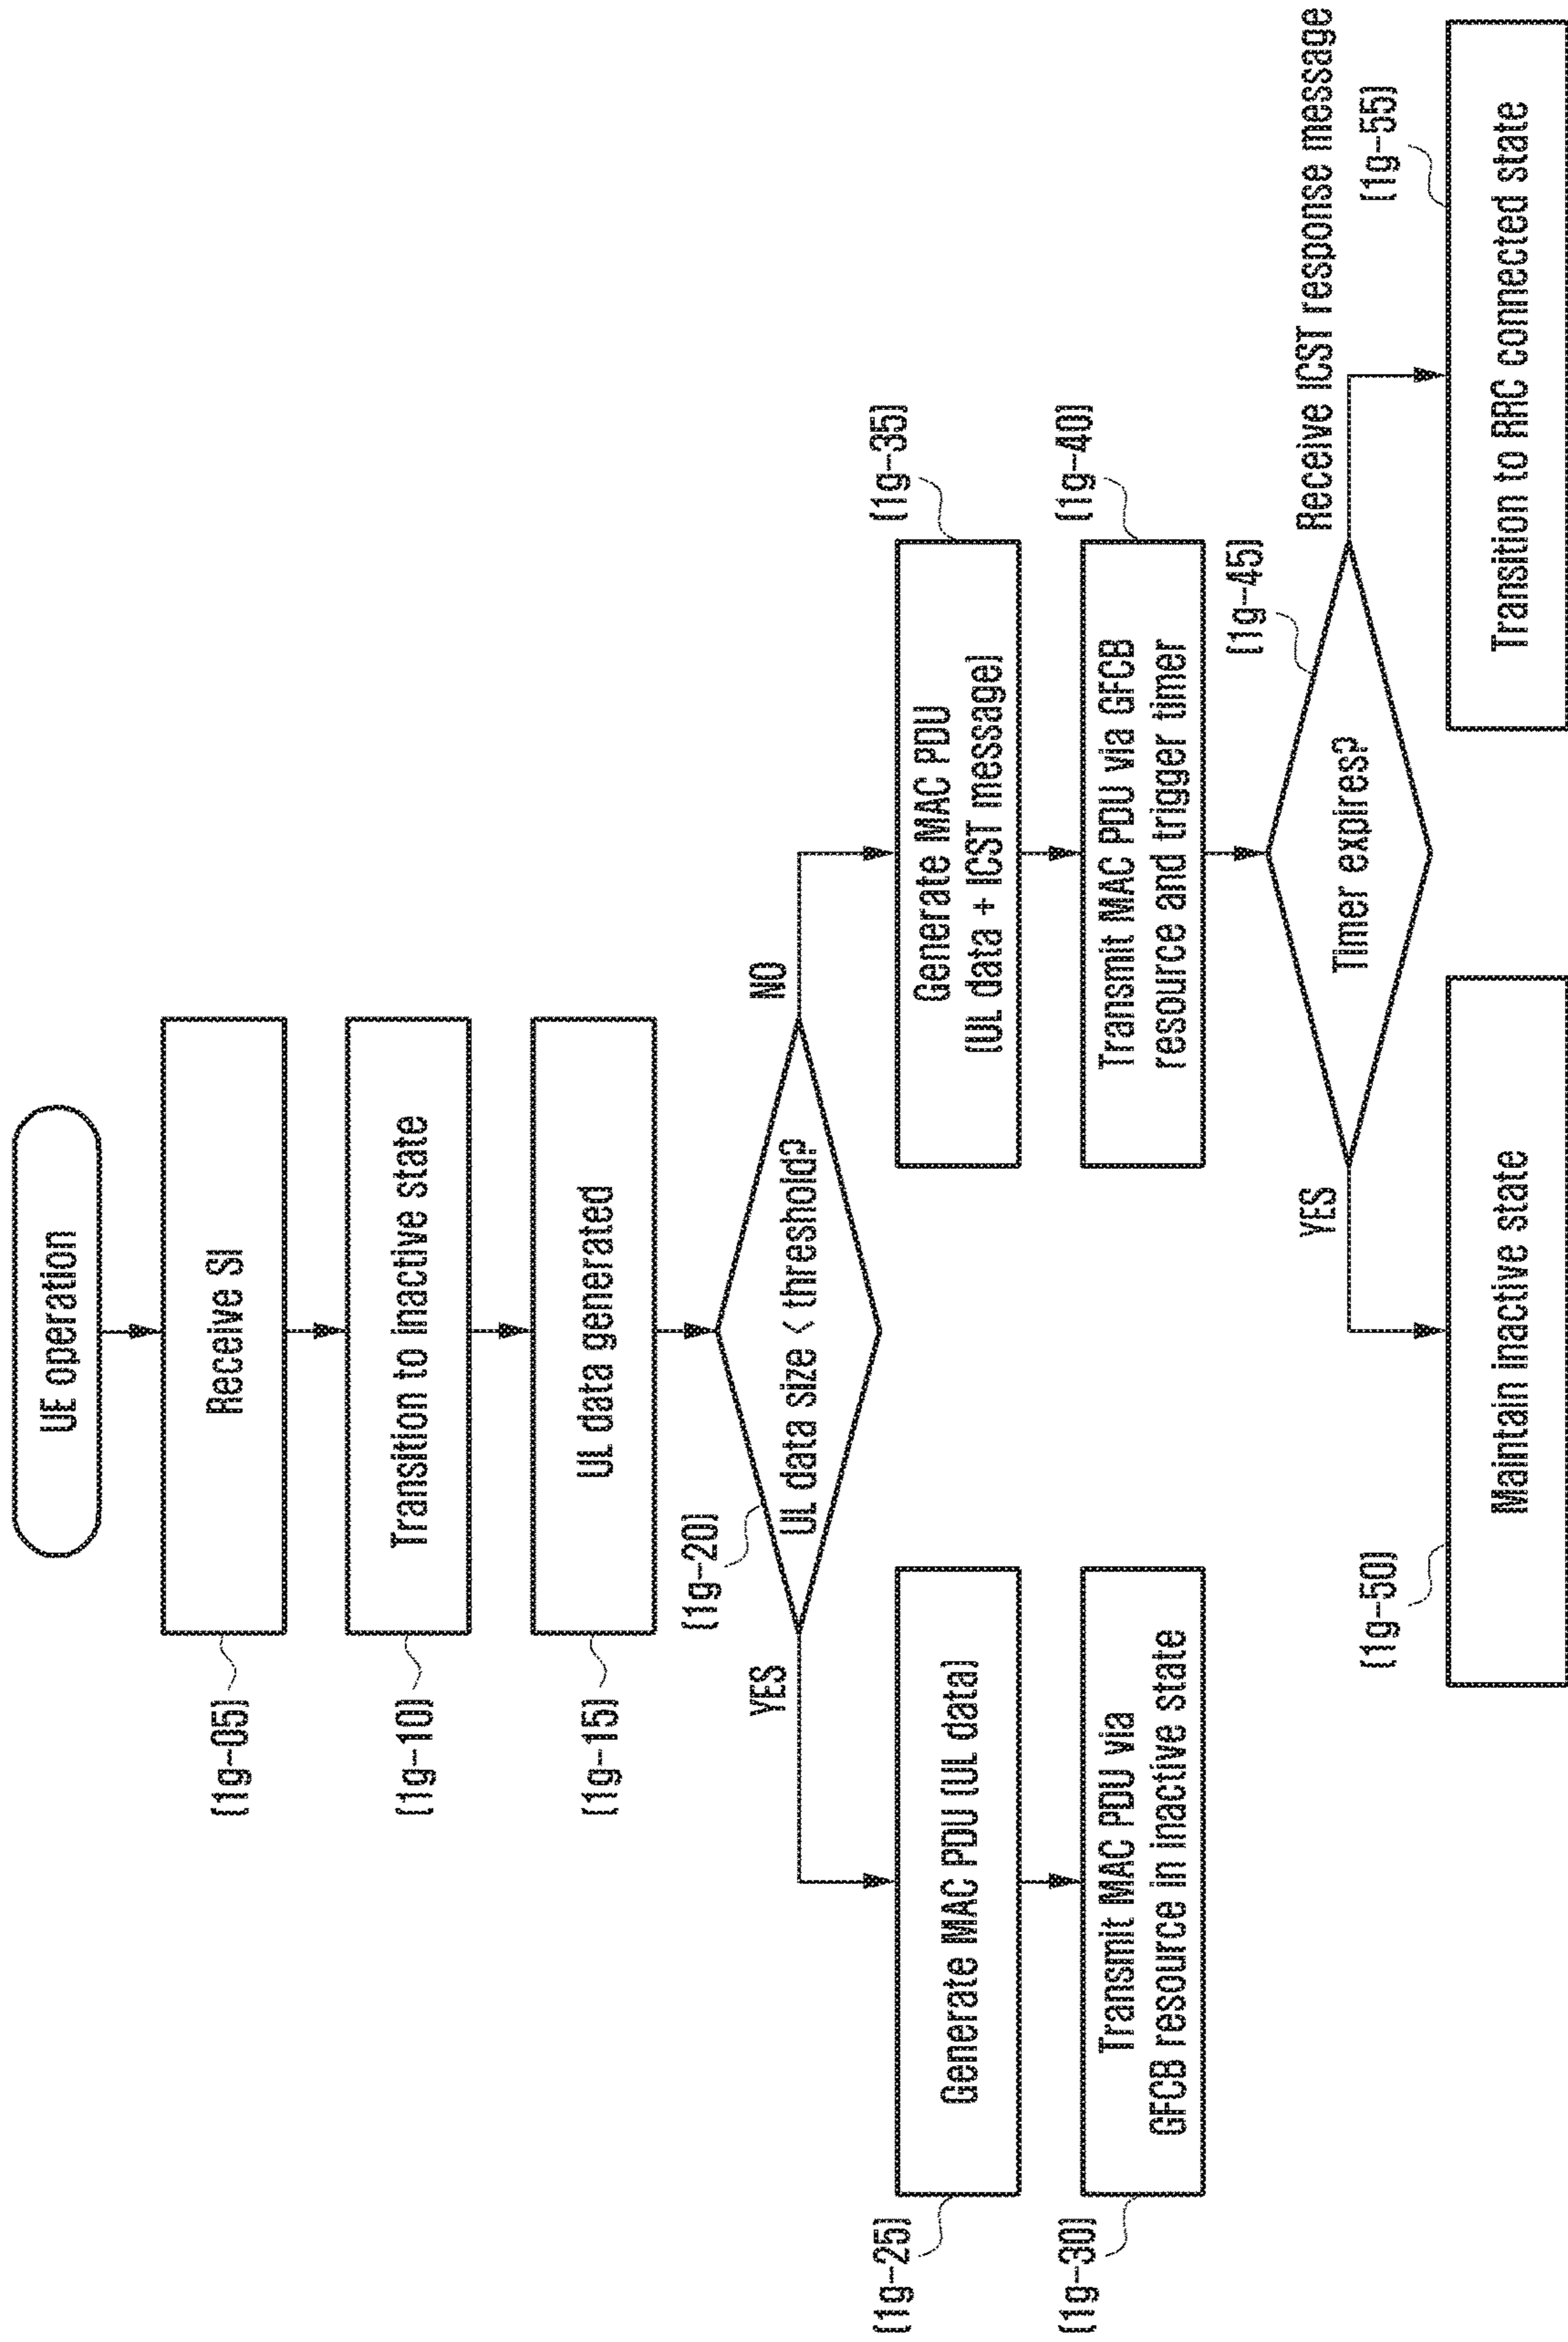 UE operation
(1g-05)
Receive SI
(1g-10)
Transition to inactive state
(1g-15)
UL data generated
(1g-20)
UL data size < threshold?
YES
NO
(1g-25)
Generate MAC PDU (UL data)
(1g-30)
Transmit MAC PDU via
GFCB resource in inactive state
(1g-35)
Generate MAC PDU
(UL data + ICST message)
(1g-40)
Transmit MAC PDU via GFCB
resource and trigger timer
(1g-45)
Timer expires?
YES
Receive ICST response message
(1g-50)
Maintain inactive state
(1g-55)
Transition to RRC connected state